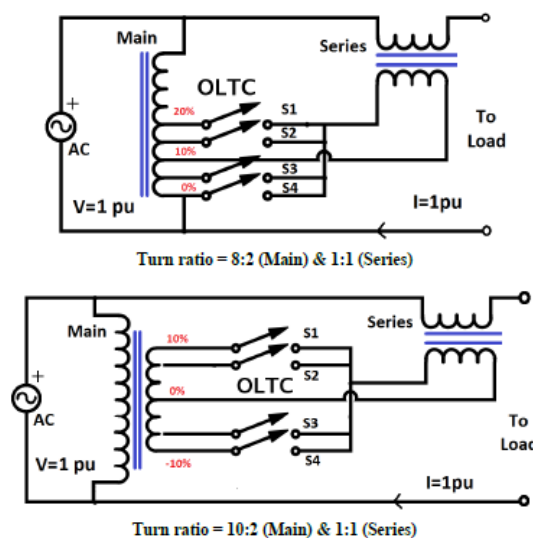 Main
Series
OLTC
20%
S1
S2
10%
S3
0%
S4
+
AC
V=1 pu
To
Load
I=1pu
Turn ratio = 8:2 (Main) & 1:1 (Series)
Main
Series
10%
S1
S2
0%
OLTC
S3
-10%
S4
+
AC
V=1 pu
To
Load
I=1pu
Turn ratio = 10:2 (Main) & 1:1 (Series)